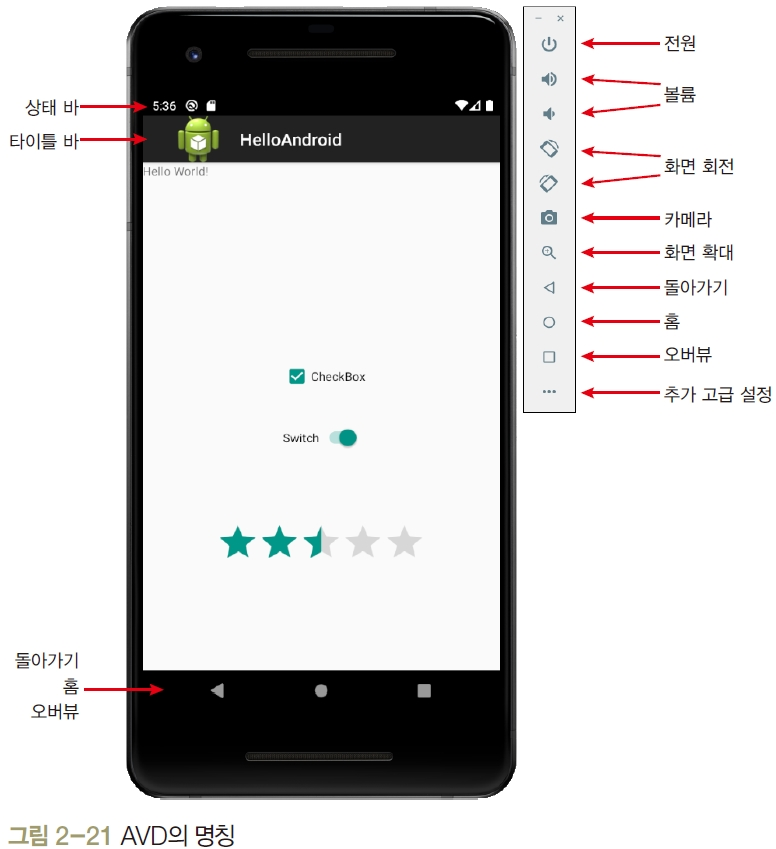 상태 바
타이틀 바
5:36
HelloAndroid
Hello World!
CheckBox
Switch
돌아가기
홈
오버뷰
전원
볼륨
화면 회전
카메라
화면 확대
돌아가기
홈
오버뷰
추가 고급 설정
그림 2-21 AVD의 명칭